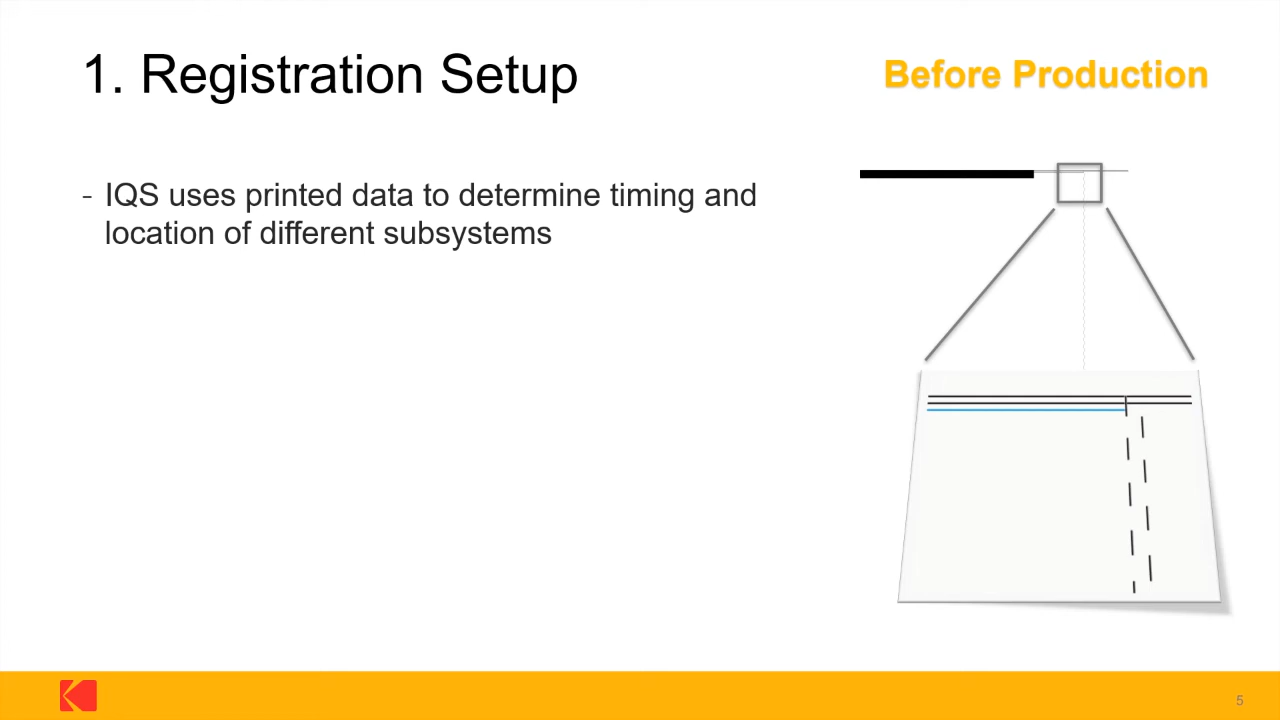 1. Registration Setup
Before Production
- IQS uses printed data to determine timing and
location of different subsystems
5